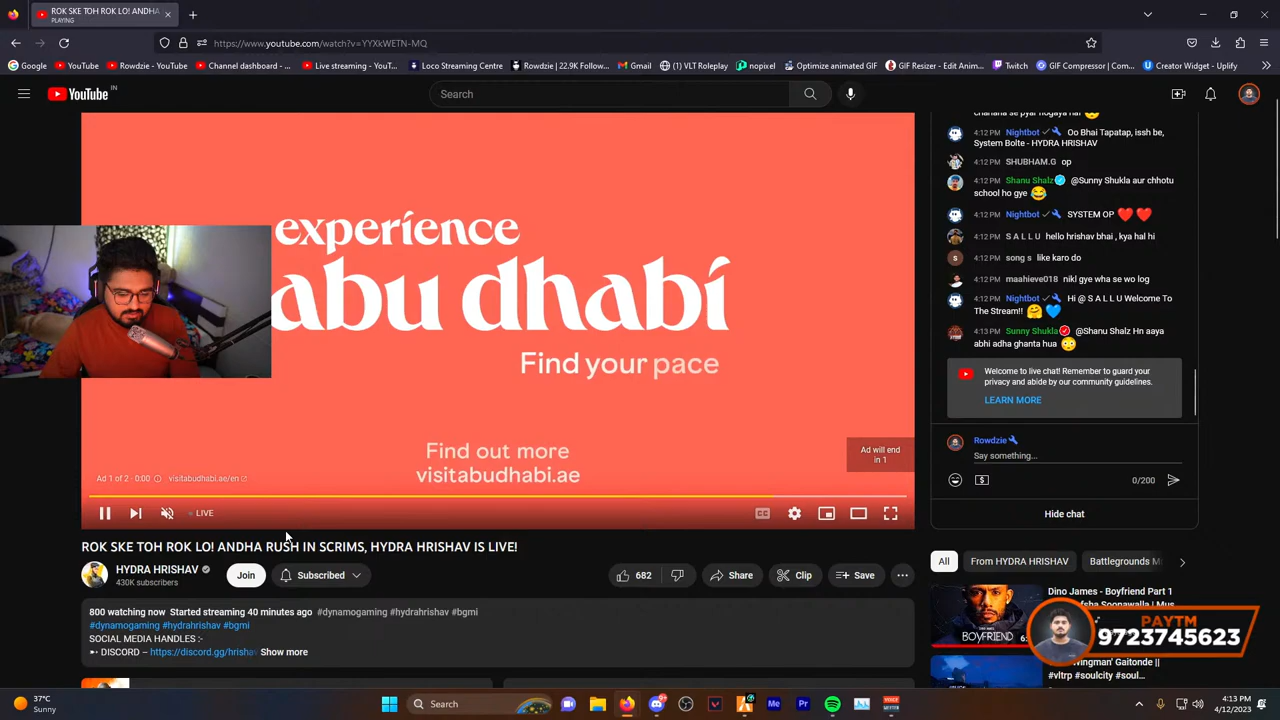 ROK SKE TOH ROK LO! ANDHA
PLAYING
https://www.youtube.com/watch?v=YYXkWETN-MQ
Google
YouTube
Rowdzie - YouTube
Channel dashboard - ...
Live streaming - YouT...
Loco Streaming Centre
Rowdzie | 22.9K Follow...
Gmail
(1) VLT Roleplay
nopixel
Optimize animated GIF
GIF Resizer - Edit Anim...
Twitch
GIF Compressor | Com...
Creator Widget - Uplify
YouTube
IN
Search
experience
abu dhabi
Find your pace
Find out more
visitabudhabi.ae
Ad will end
in 1
Ad 1 of 2 · 0:00
visitabudhabi.ae/en
LIVE
CC
ROK SKE TOH ROK LO! ANDHA RUSH IN SCRIMS, HYDRA HRISHAV IS LIVE!
HYDRA HRISHAV
430K subscribers
Join
Subscribed
682
Share
Clip
Save
800 watching now Started streaming 40 minutes ago #dynamogaming #hydrahrishav #bgmi
#dynamogaming #hydrahrishav #bgmi
SOCIAL MEDIA HANDLES :-
DISCORD – https://discord.gg/hrishav Show more
chahana se pyar hogaya hai
4:12 PM Nightbot Oo Bhai Tapatap, issh be,
System Bolte - HYDRA HRISHAV
4:12 PM SHUBHAM.G op
4:12 PM Shanu Shalz @Sunny Shukla aur chhotu
school ho gye 😂
4:12 PM Nightbot SYSTEM OP ❤️ ❤️
4:12 PM S A L L U hello hrishav bhai , kya hal hi
4:12 PM song s like karo do
4:12 PM maahieve018 nikl gye wha se wo log
4:12 PM Nightbot Hi @ S A L L U Welcome To
The Stream!! 🤗 💙
4:13 PM Sunny Shukla @Shanu Shalz Hn aaya
abhi adha ghanta hua 😳
Welcome to live chat! Remember to guard your
privacy and abide by our community guidelines.
LEARN MORE
Rowdzie
Say something...
0/200
Hide chat
All
From HYDRA HRISHAV
Battlegrounds M
Dino James - Boyfriend Part 1
BOYFRIEND
PAYTM
9723745623
Wingman' Gaitonde ||
#vltrp #soulcity #soul...
37°C
Sunny
Search
4:13 PM
4/12/2023